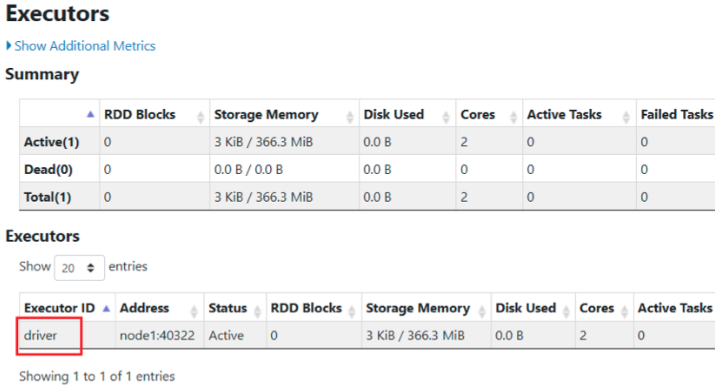 Executors
Show Additional Metrics
Summary
RDD Blocks Storage Memory Disk Used Cores Active Tasks Failed Tasks
Active(1) 0 3 KiB / 366.3 MiB 0.0 B 2 0 0
Dead(0) 0 0.0 B / 0.0 B 0.0 B 0 0 0
Total(1) 0 3 KiB / 366.3 MiB 0.0 B 2 0 0
Executors
Show 20 entries
Executor ID Address Status RDD Blocks Storage Memory Disk Used Cores Active Tasks
driver node1:40322 Active 0 3 KiB / 366.3 MiB 0.0 B 2 0
Showing 1 to 1 of 1 entries